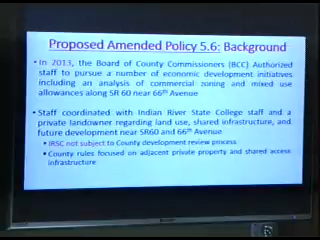 Proposed Amended Policy 5.6: Background
• In 2013, the Board of County Commissioners (BCC) Authorized
staff to pursue a number of economic development initiatives
including an analysis of commercial zoning and mixed use
allowances along SR 60 near 66th Avenue
• Staff coordinated with Indian River State College staff and a
private landowner regarding land use, shared infrastructure, and
future development near SR60 and 66th Avenue
• IRSC not subject to County development review process
• County rules focused on adjacent private property and shared access
infrastructure